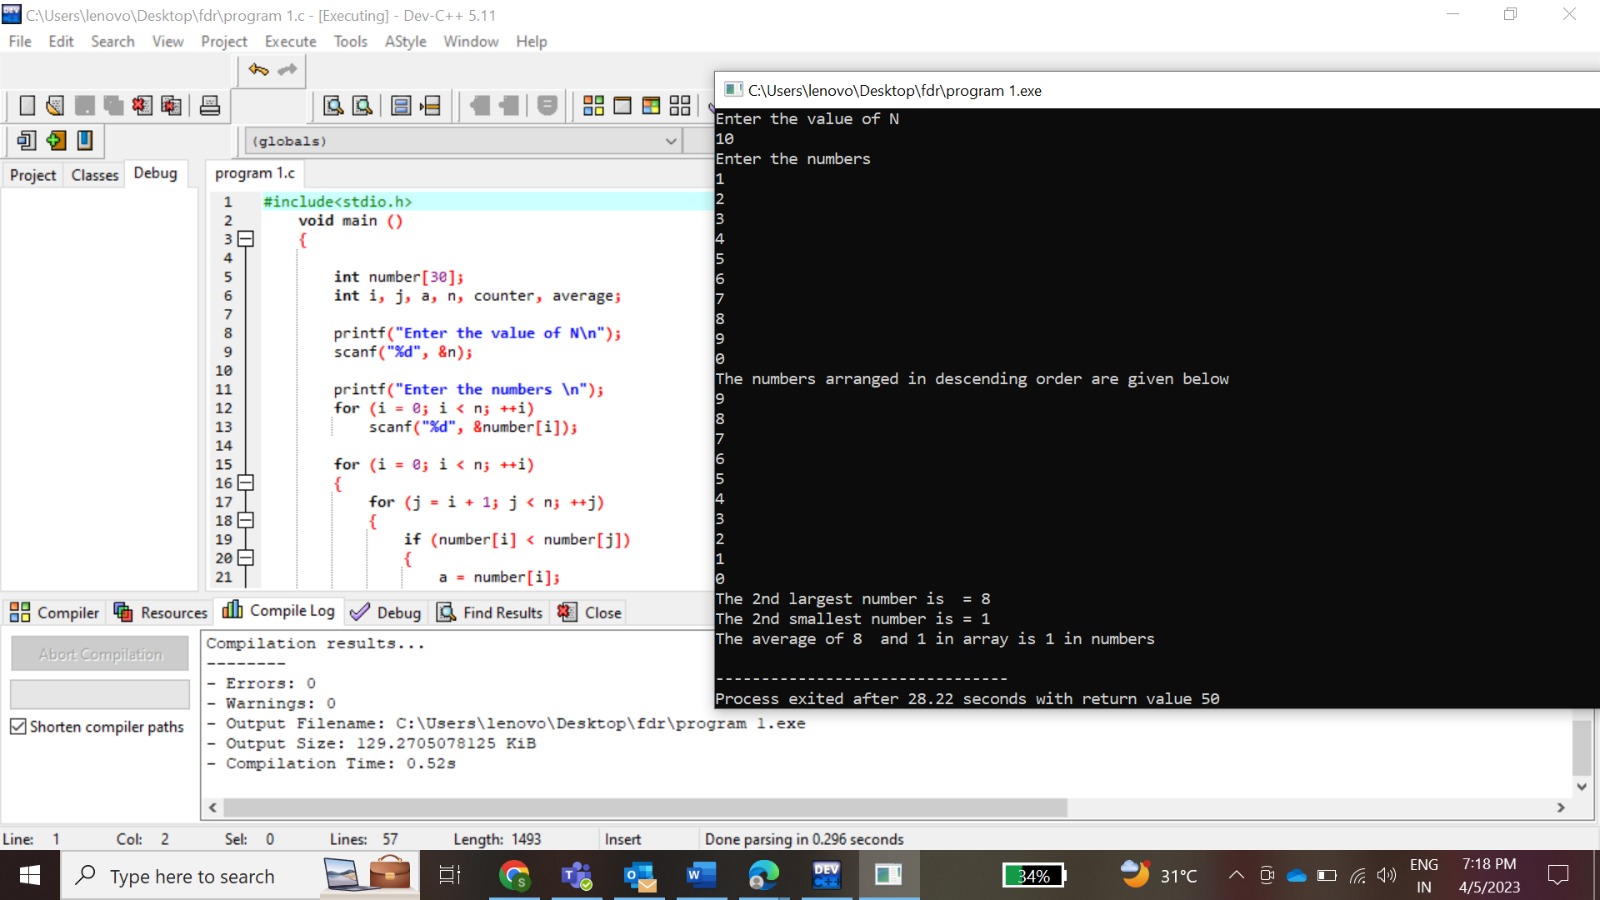 C:\Users\lenovo\Desktop\fdr\program 1.c - [Executing] - Dev-C++ 5.11
File Edit Search View Project Execute Tools AStyle Window Help
(globals)
Project Classes Debug
program 1.c
1 #include<stdio.h>
2 void main ()
3 {
4
5 int number[30];
6 int i, j, a, n, counter, average;
7
8 printf("Enter the value of N\n");
9 scanf("%d", &n);
10
11 printf("Enter the numbers \n");
12 for (i = 0; i < n; ++i)
13 scanf("%d", &number[i]);
14
15 for (i = 0; i < n; ++i)
16 {
17 for (j = i + 1; j < n; ++j)
18 {
19 if (number[i] < number[j])
20 {
21 a = number[i];
C:\Users\lenovo\Desktop\fdr\program 1.exe
Enter the value of N
10
Enter the numbers
1
2
3
4
5
6
7
8
9
0
The numbers arranged in descending order are given below
9
8
7
6
5
4
3
2
1
0
The 2nd largest number is  = 8
The 2nd smallest number is = 1
The average of 8  and 1 in array is 1 in numbers
--------------------------------
Process exited after 28.22 seconds with return value 50
Compiler Resources Compile Log Debug Find Results Close
Abort Compilation
Shorten compiler paths
Compilation results...
--------
- Errors: 0
- Warnings: 0
- Output Filename: C:\Users\lenovo\Desktop\fdr\program 1.exe
- Output Size: 129.2705078125 KiB
- Compilation Time: 0.52s
Line: 1 Col: 2 Sel: 0 Lines: 57 Length: 1493 Insert Done parsing in 0.296 seconds
Type here to search
S
W
DEV
34%
31°C
ENG
IN
7:18 PM
4/5/2023